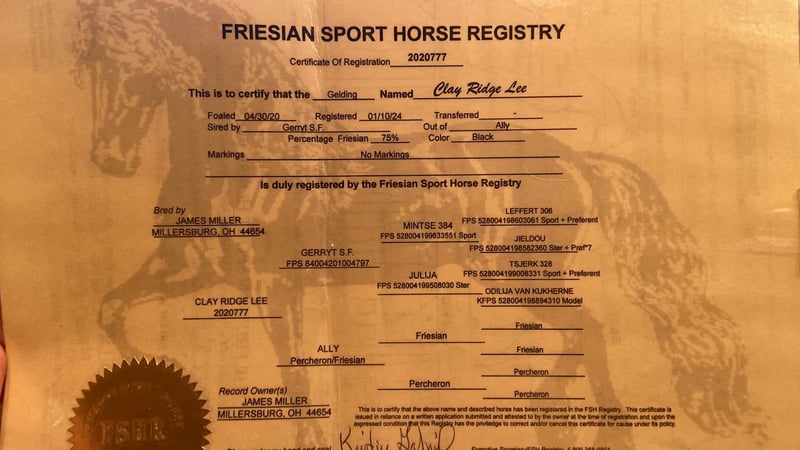 FRIESIAN SPORT HORSE REGISTRY
Certificate Of Registration 2020777
This is to certify that the Gelding Named Clay Ridge Lee
Foaled 04/30/20 Registered 01/10/24 Transferred -
Sired by Gerryt S.F. Out of Ally
Percentage Friesian 75% Color Black
Markings No Markings
Is duly registered by the Friesian Sport Horse Registry
Bred by
JAMES MILLER
MILLERSBURG, OH 44654
LEFFERT 306
FPS 528004198603061 Sport + Preferent
MINTSE 384
FPS 528004199633551 Sport
JIELDOU
FPS 528004198582360 Ster + Pref*7
GERRYT S.F.
FPS 84004201004797
TSJERK 328
FPS 528004199008331 Sport + Preferent
JULIJA
FPS 528004199508030 Ster
ODILIJA VAN KUKHERNE
KFPS 528004198894310 Model
CLAY RIDGE LEE
2020777
Friesian
Friesian
Friesian
ALLY
Percheron/Friesian
Percheron
Percheron
Percheron
Record Owner(s)
JAMES MILLER
MILLERSBURG, OH 44654
This is to certify that the above name and described horse has been registered in the FSH Registry. This certificate is
issued in reliance on a written application submitted and attested to by the owner at the time of registration and upon the
expressed condition that this Registry has the priviledge to correct and/or cancel this certificate for cause under its policy.
FSHR